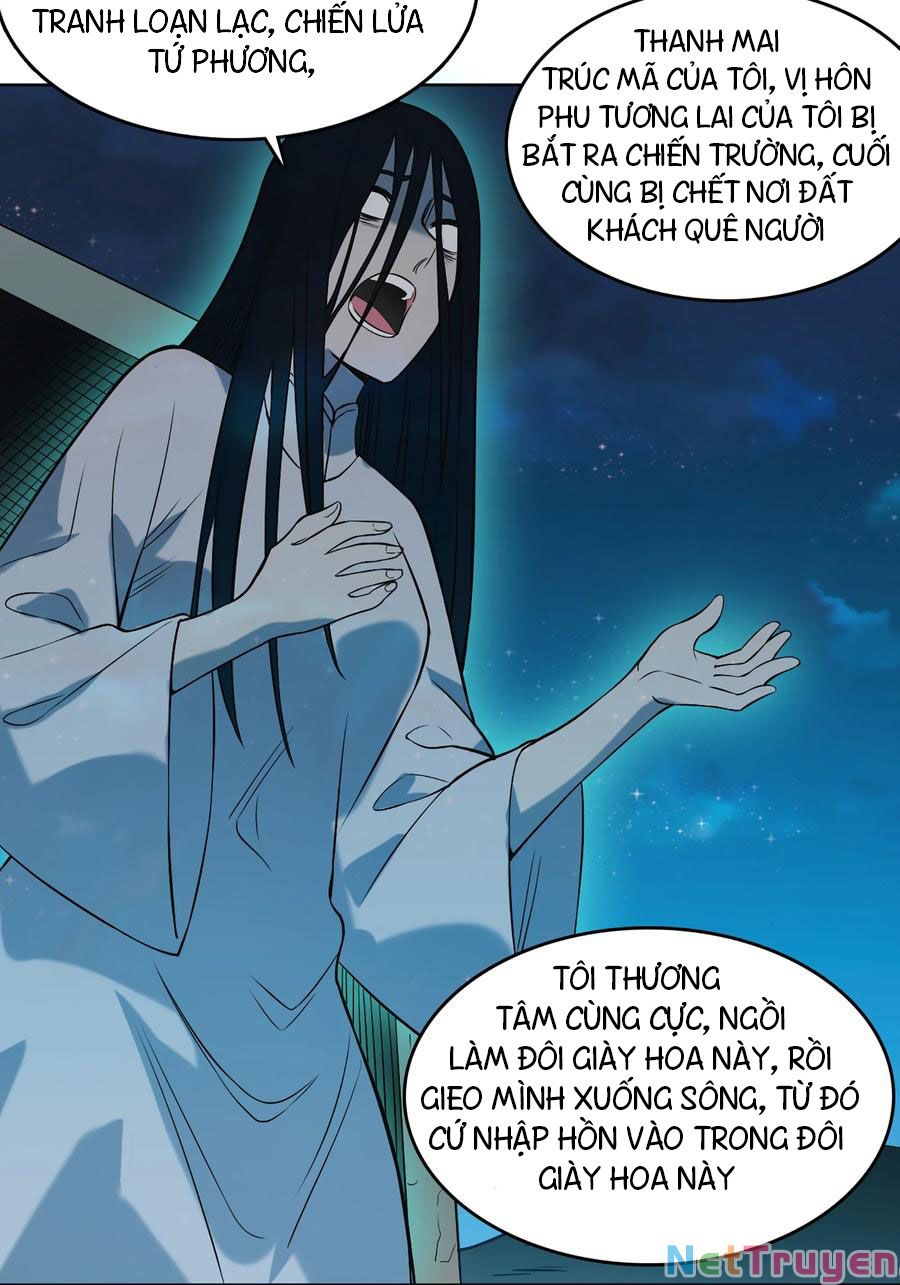 TRANH LOẠN LẠC, CHIẾN LỬA
TỨ PHƯƠNG,
THANH MAI
TRÚC MÃ CỦA TÔI, VỊ HÔN
PHU TƯƠNG LAI CỦA TÔI BỊ
BẮT RA CHIẾN TRƯỜNG, CUỐI
CÙNG BỊ CHẾT NƠI ĐẤT
KHÁCH QUÊ NGƯỜI
TÔI THƯƠNG
TÂM CÙNG CỰC, NGỒI
LÀM ĐÔI GIÀY HOA NÀY, RỒI
GIEO MÌNH XUỐNG SÔNG, TỪ ĐÓ
CỨ NHẬP HỒN VÀO TRONG ĐÔI
GIÀY HOA NÀY
NetTruyen